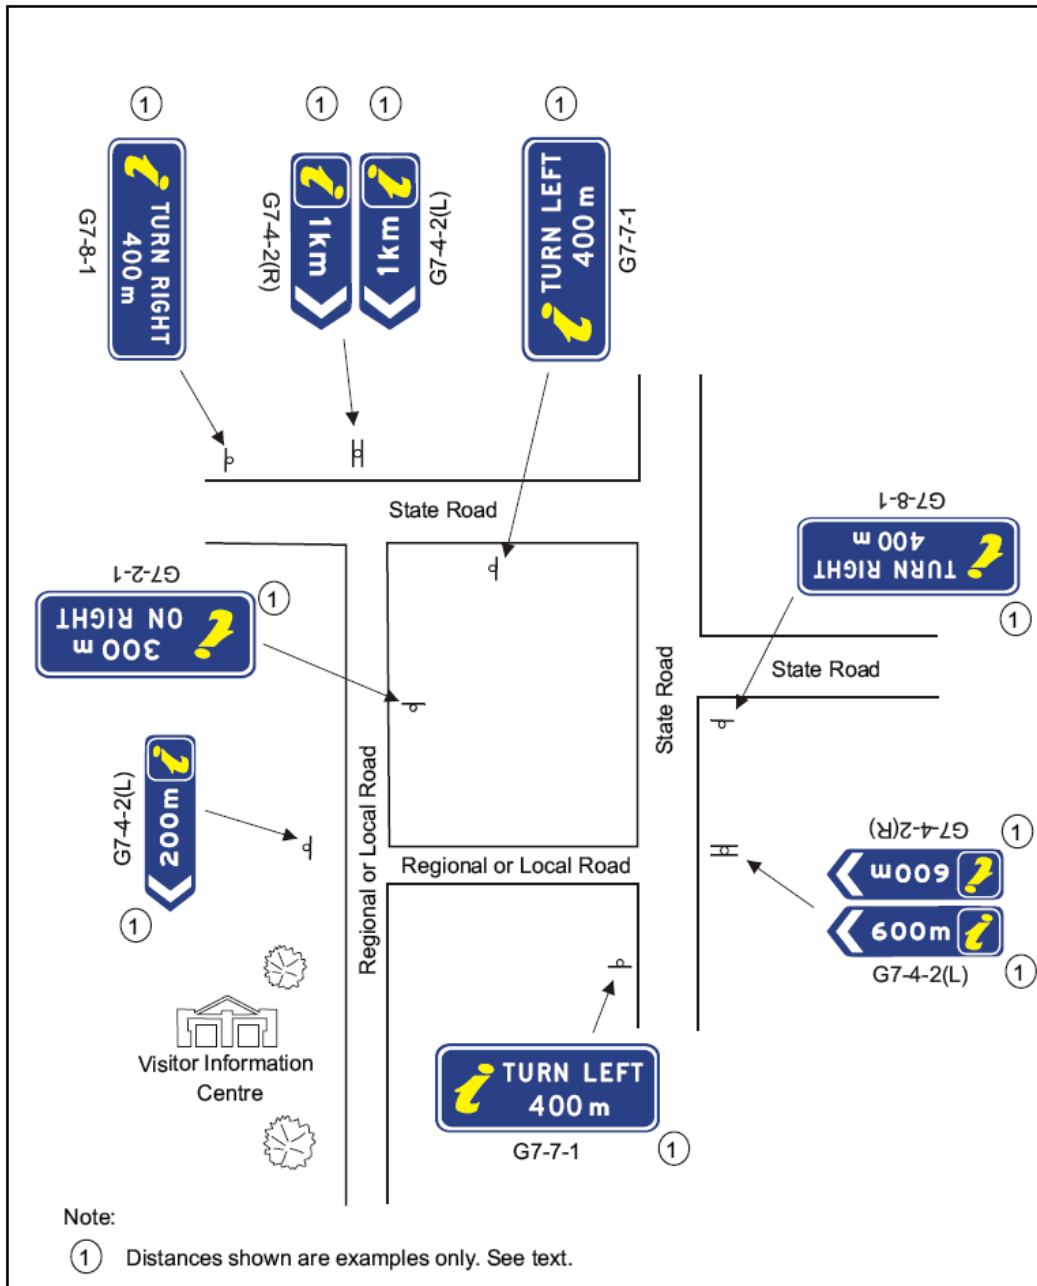 1
1
1
1
i TURN RIGHT
400 m
G7-8-1
i 1km
G7-4-2(R)
i 1km
G7-4-2(L)
i TURN LEFT
400 m
G7-7-1
State Road
G7-8-1
i TURN RIGHT
400 m
1
G7-2-1
i ON RIGHT
300 m
1
State Road
State Road
G7-4-2(L)
i 200m
1
Regional or Local Road
Regional or Local Road
G7-4-2(R)
i 600m
1
600m i
G7-4-2(L)
1
Visitor Information
Centre
i TURN LEFT
400 m
G7-7-1
1
Note:
1 Distances shown are examples only. See text.